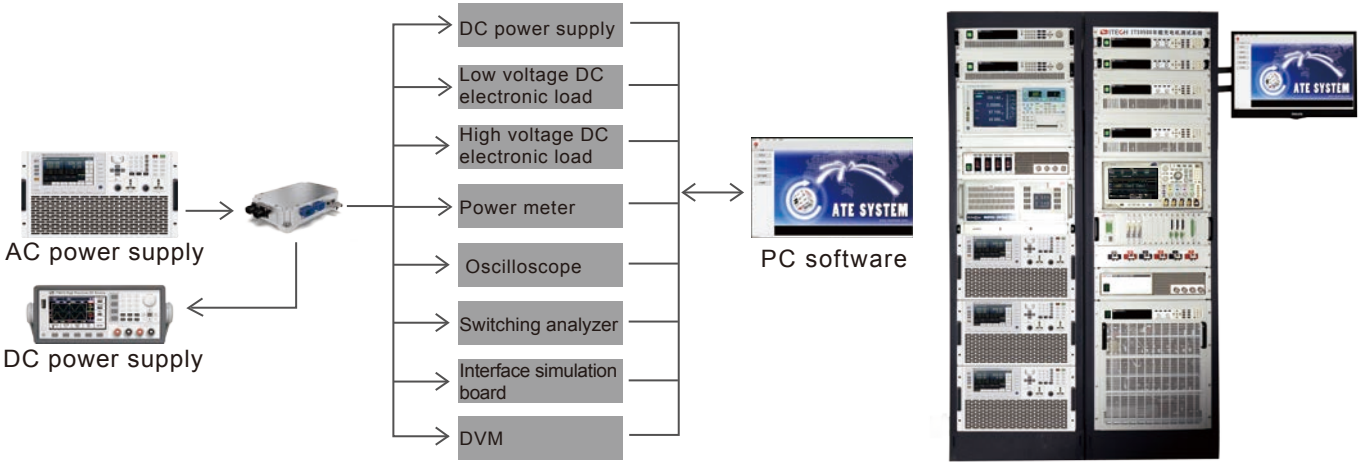 DC power supply
Low voltage DC
electronic load
High voltage DC
electronic load
Power meter
Oscilloscope
Switching analyzer
Interface simulation
board
DVM
AC power supply
DC power supply
ATE SYSTEM
PC software
ITECH
ATE SYSTEM